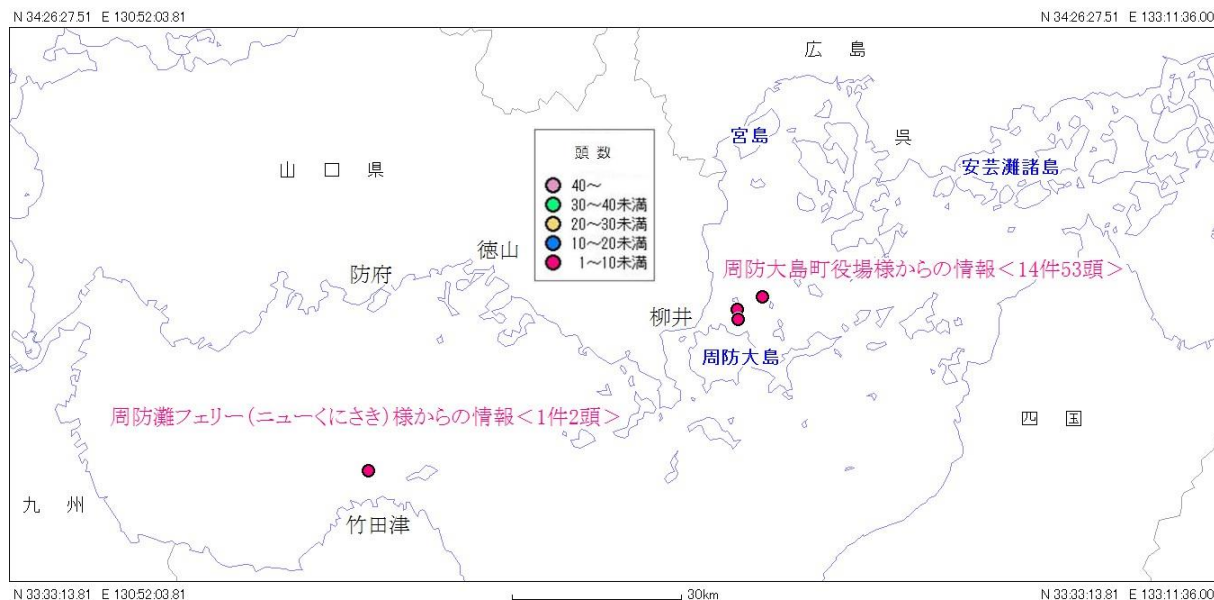 N 34:26:27.51 E 130:52:03.81
N 34:26:27.51 E 133:11:36.00
広島
宮島
呉
安芸灘諸島
山口県
頭数
40～
30～40未満
20～30未満
10～20未満
1～10未満
徳山
防府
周防大島町役場様からの情報＜14件53頭＞
柳井
周防大島
周防灘フェリー（ニューくにさき）様からの情報＜1件2頭＞
四国
九州
竹田津
N 33:33:13.81 E 130:52:03.81
30km
N 33:33:13.81 E 133:11:36.00